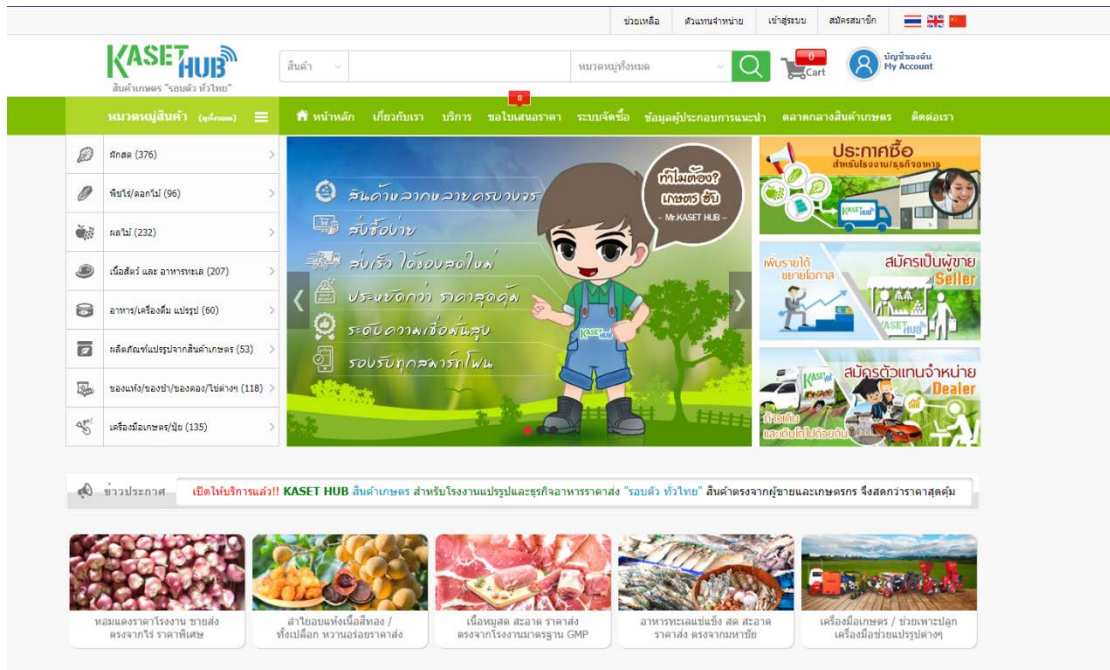 ช่วยเหลือ ตัวแทนจำหน่าย เข้าสู่ระบบ สมัครสมาชิก
KASET HUB
สินค้าเกษตร "รอบตัว ทั่วไทย"
สินค้า หมวดหมู่ทั้งหมด
0
Cart
บัญชีของฉัน
My Account
หมวดหมู่สินค้า (ดูทั้งหมด)
หน้าหลัก เกี่ยวกับเรา บริการ ขอใบเสนอราคา ระบบจัดซื้อ ข้อมูลผู้ประกอบการแนะนำ ตลาดกลางสินค้าเกษตร ติดต่อเรา
0
ผักสด (376)
พืชไร่/ดอกไม้ (96)
ผลไม้ (232)
เนื้อสัตว์ และ อาหารทะเล (207)
อาหาร/เครื่องดื่ม แปรรูป (60)
ผลิตภัณฑ์แปรรูปจากสินค้าเกษตร (53)
ของแห้ง/ของชำ/ของดอง/ไข่ต่างๆ (118)
เครื่องมือเกษตร/ปุ๋ย (135)
สินค้าหลากหลายครบวงจร
สั่งซื้อง่าย
ส่งเร็ว ได้ของสดใหม่
ประหยัดกว่า ราคาสุดคุ้ม
ระดับความเชื่อมั่นสูง
รองรับทุกสมาร์ทโฟน
ทำไมต้อง?
เกษตร ฮับ
- Mr.KASET HUB -
KASET HUB
ประกาศซื้อ
สำหรับโรงงาน/ธุรกิจอาหาร
KASET HUB
เพิ่มรายได้
ขยายโอกาส
สมัครเป็นผู้ขาย
Seller
KASET HUB
สมัครตัวแทนจำหน่าย
Dealer
KASET
ก้าวเดิน
และเติบโตไปด้วยกัน
ข่าวประกาศ
เปิดให้บริการแล้ว!! KASET HUB สินค้าเกษตร สำหรับโรงงานแปรรูปและธุรกิจอาหารราคาส่ง "รอบตัว ทั่วไทย" สินค้าตรงจากผู้ขายและเกษตรกร จึงสดกว่าราคาสุดคุ้ม
หอมแดงราคาโรงงาน ขายส่ง
ตรงจากไร่ ราคาพิเศษ
ลำไยอบแห้งเนื้อสีทอง /
ทั้งเปลือก หวานอร่อยราคาส่ง
เนื้อหมูสด สะอาด ราคาส่ง
ตรงจากโรงงานมาตรฐาน GMP
อาหารทะเลแช่แข็ง สด สะอาด
ราคาส่ง ตรงจากมหาชัย
เครื่องมือเกษตร / ช่วยเพาะปลูก
เครื่องมือช่วยแปรรูปต่างๆ